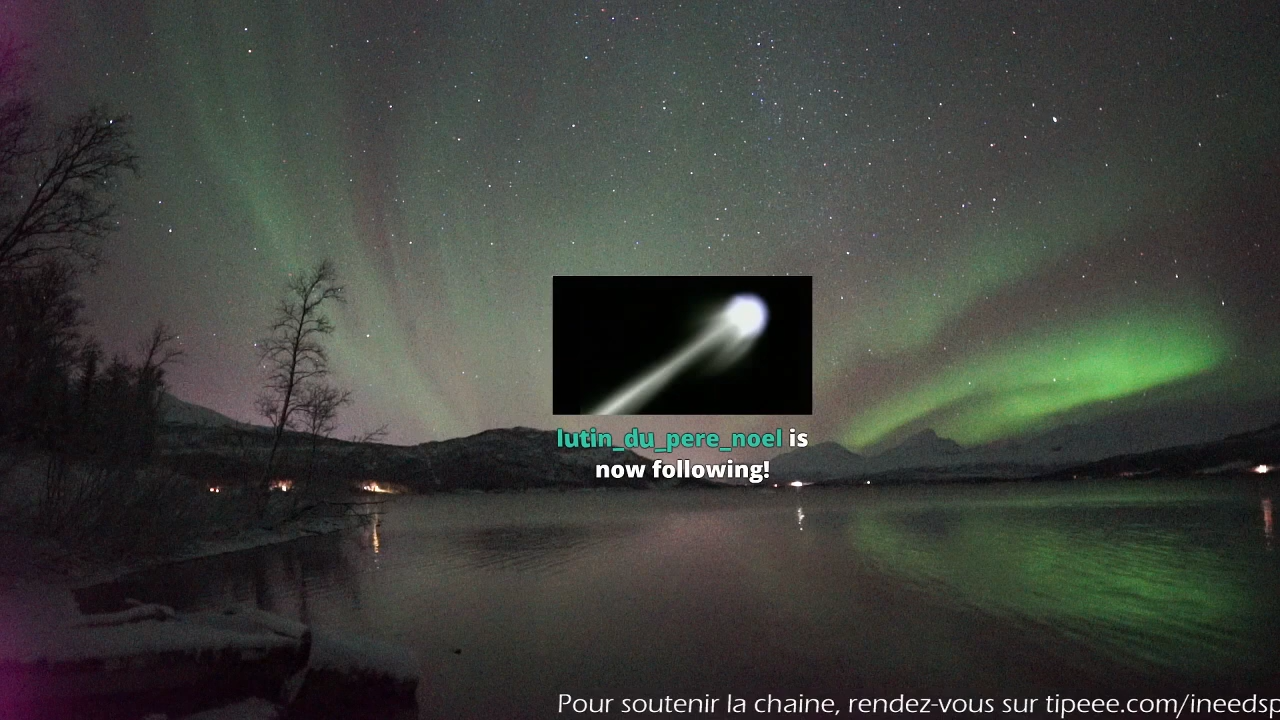 lutin_du_pere_noel is
now following!
Pour soutenir la chaine, rendez-vous sur tipeee.com/ineedsp